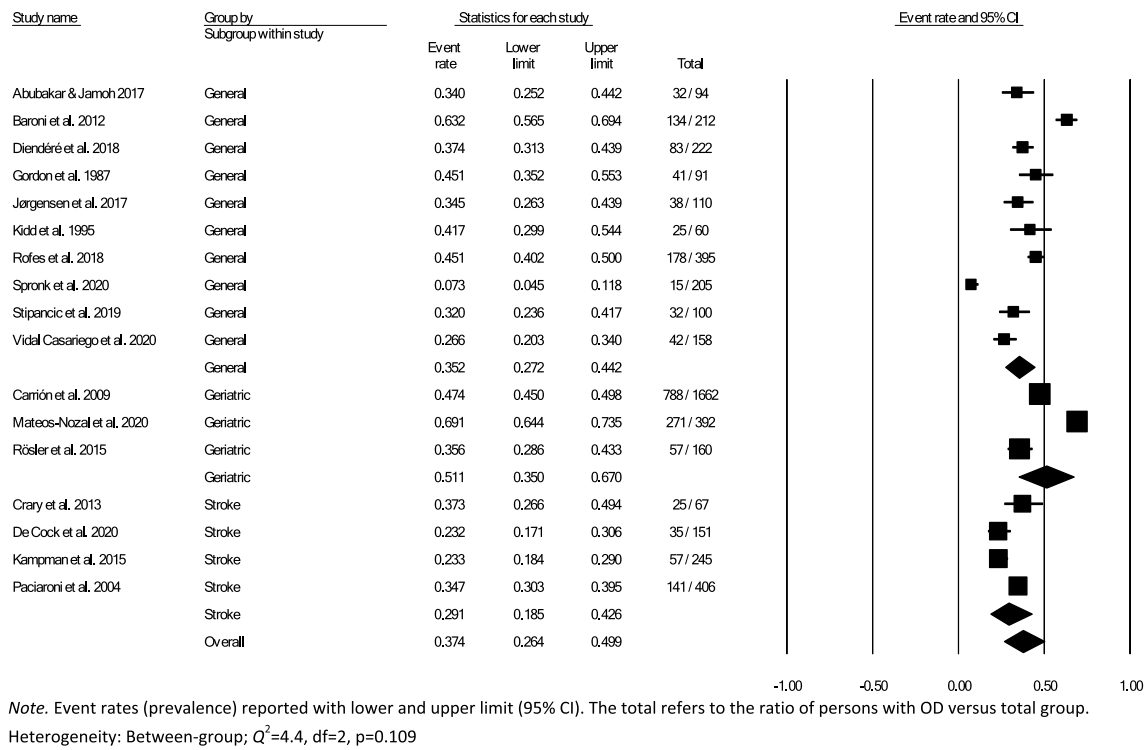 Study name Group by Statistics for each study Event rate and 95% CI
Subgroup within study
Event rate Lower limit Upper limit Total
Abubakar & Jamoh 2017 General 0.340 0.252 0.442 32 / 94
Baroni et al. 2012 General 0.632 0.565 0.694 134 / 212
Diendéré et al. 2018 General 0.374 0.313 0.439 83 / 222
Gordon et al. 1987 General 0.451 0.352 0.553 41 / 91
Jørgensen et al. 2017 General 0.345 0.263 0.439 38 / 110
Kidd et al. 1995 General 0.417 0.299 0.544 25 / 60
Rofes et al. 2018 General 0.451 0.402 0.500 178 / 395
Spronk et al. 2020 General 0.073 0.045 0.118 15 / 205
Stipancic et al. 2019 General 0.320 0.236 0.417 32 / 100
Vidal Casariego et al. 2020 General 0.266 0.203 0.340 42 / 158
General 0.352 0.272 0.442
Carrión et al. 2009 Geriatric 0.474 0.450 0.498 788 / 1662
Mateos-Nozal et al. 2020 Geriatric 0.691 0.644 0.735 271 / 392
Rösler et al. 2015 Geriatric 0.356 0.286 0.433 57 / 160
Geriatric 0.511 0.350 0.670
Crary et al. 2013 Stroke 0.373 0.266 0.494 25 / 67
De Cock et al. 2020 Stroke 0.232 0.171 0.306 35 / 151
Kampman et al. 2015 Stroke 0.233 0.184 0.290 57 / 245
Paciaroni et al. 2004 Stroke 0.347 0.303 0.395 141 / 406
Stroke 0.291 0.185 0.426
Overall 0.374 0.264 0.499
-1.00 -0.50 0.00 0.50 1.00
Note. Event rates (prevalence) reported with lower and upper limit (95% CI). The total refers to the ratio of persons with OD versus total group.
Heterogeneity: Between-group; Q²=4.4, df=2, p=0.109